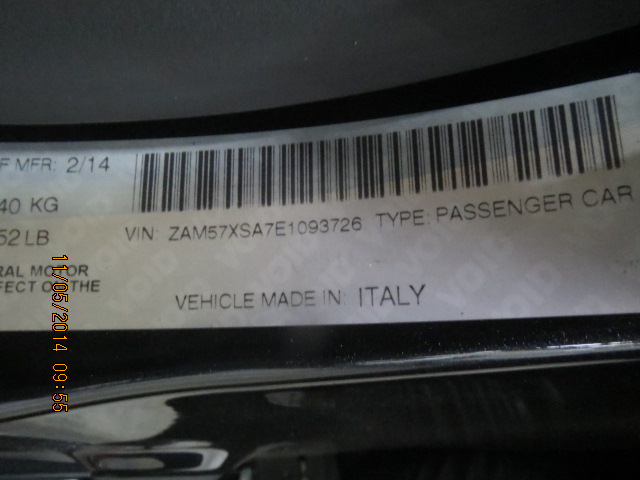 F MFR: 2/14
40 KG
52 LB
VIN: ZAM57XSA7E1093726 TYPE: PASSENGER CAR
RAL MOTOR
FECT ON THE
VEHICLE MADE IN: ITALY
VOID
11/05/2014 09:55